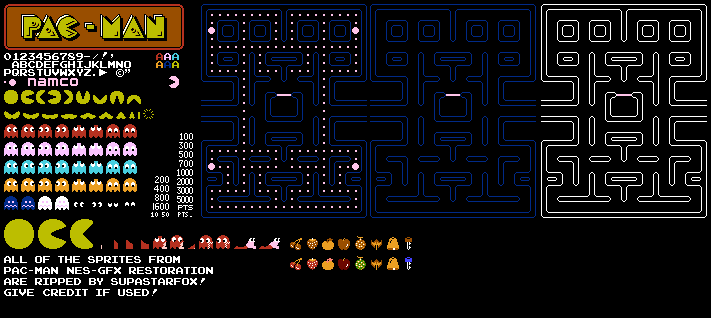 PAC-MAN
0123456789-/!:
ABCDEFGHIJKLMNO
PQRSTUVWXYZ.▶ ©"
AAA
AAA
namco
100
300
500
700
1000
2000
3000
5000
PTS
PTS.
200
400
800
1600
10 50
ALL OF THE SPRITES FROM
PAC-MAN NES-GFX RESTORATION
ARE RIPPED BY SUPASTARFOX!
GIVE CREDIT IF USED!